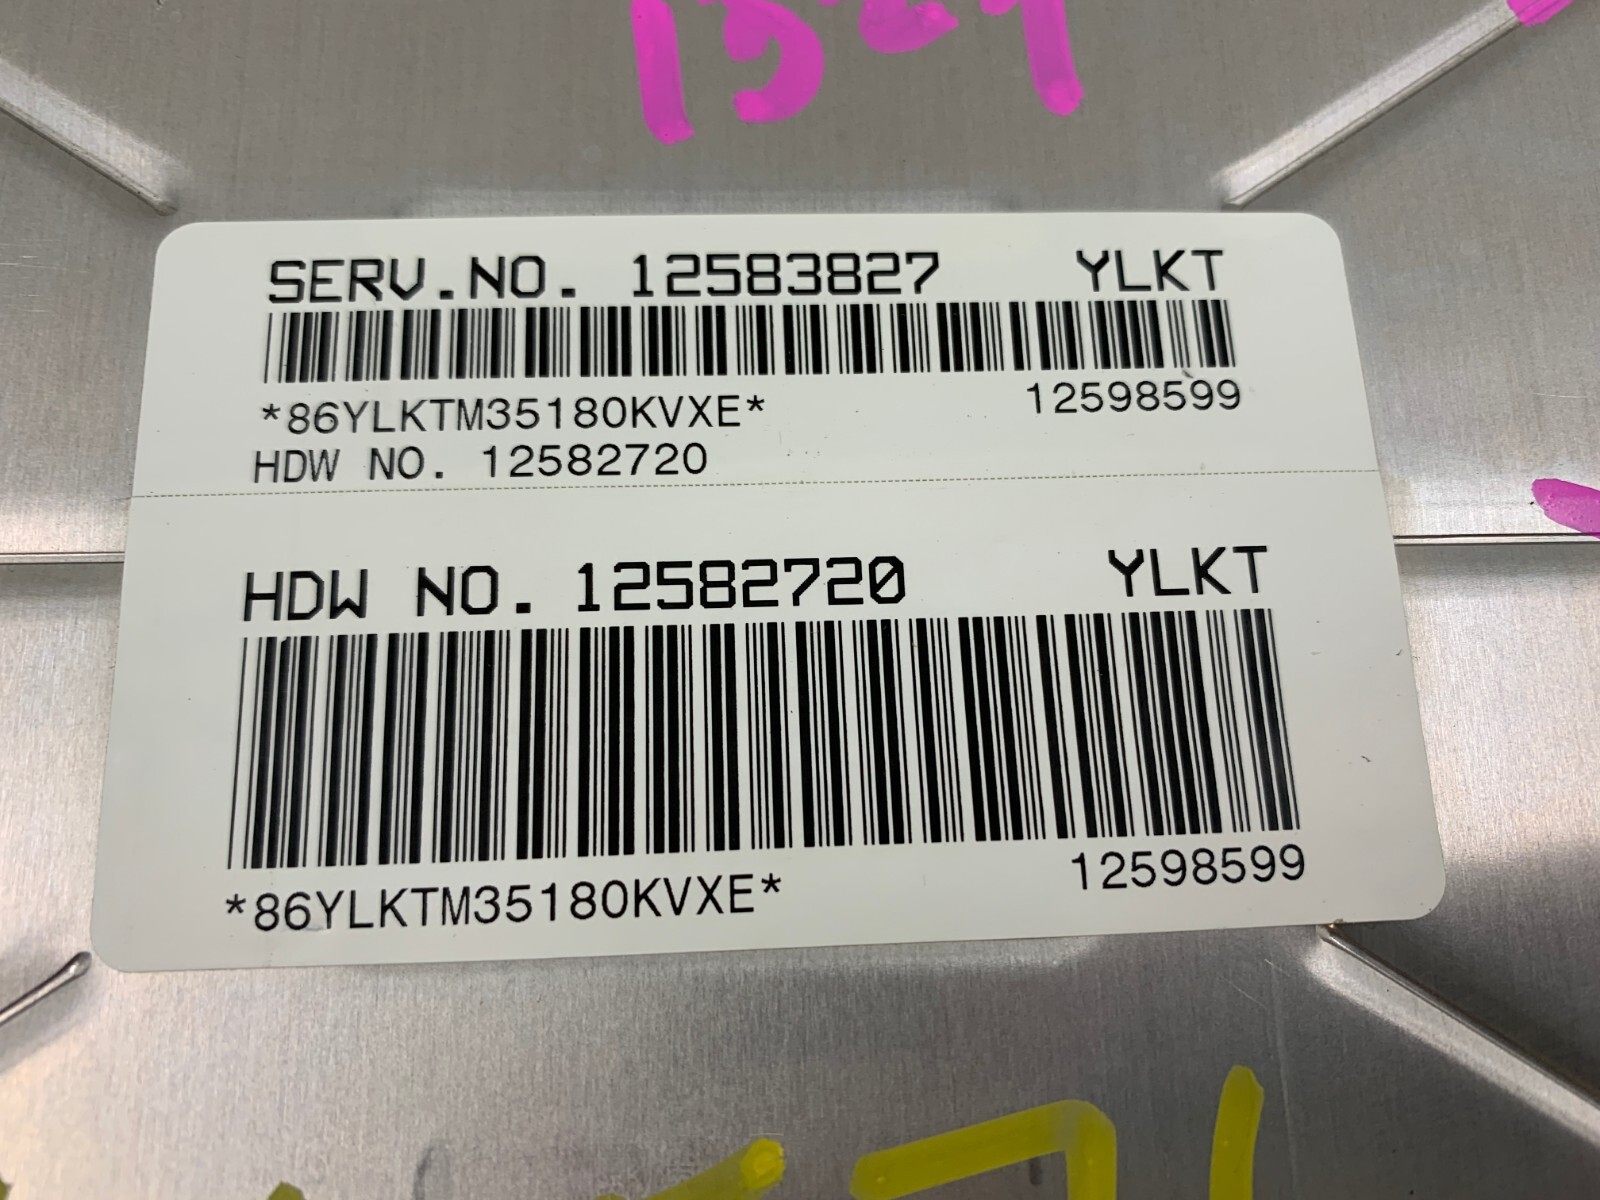 SERV.NO. 12583827 YLKT
*86YLKTM35180KVXE* 12598599
HDW NO. 12582720
HDW NO. 12582720 YLKT
*86YLKTM35180KVXE* 12598599